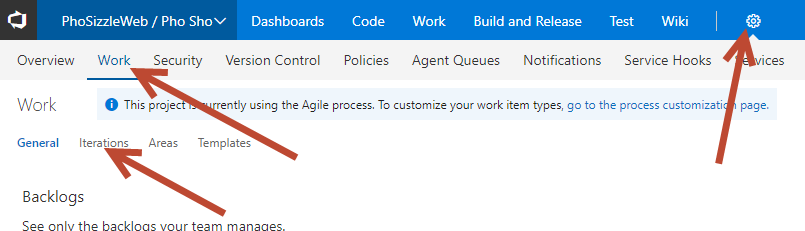 PhoSizzleWeb / Pho Sho Dashboards Code Work Build and Release Test Wiki
Overview Work Security Version Control Policies Agent Queues Notifications Service Hooks Services
Work This project is currently using the Agile process. To customize your work item types, go to the process customization page.
General Iterations Areas Templates
Backlogs
See only the backlogs your team manages.